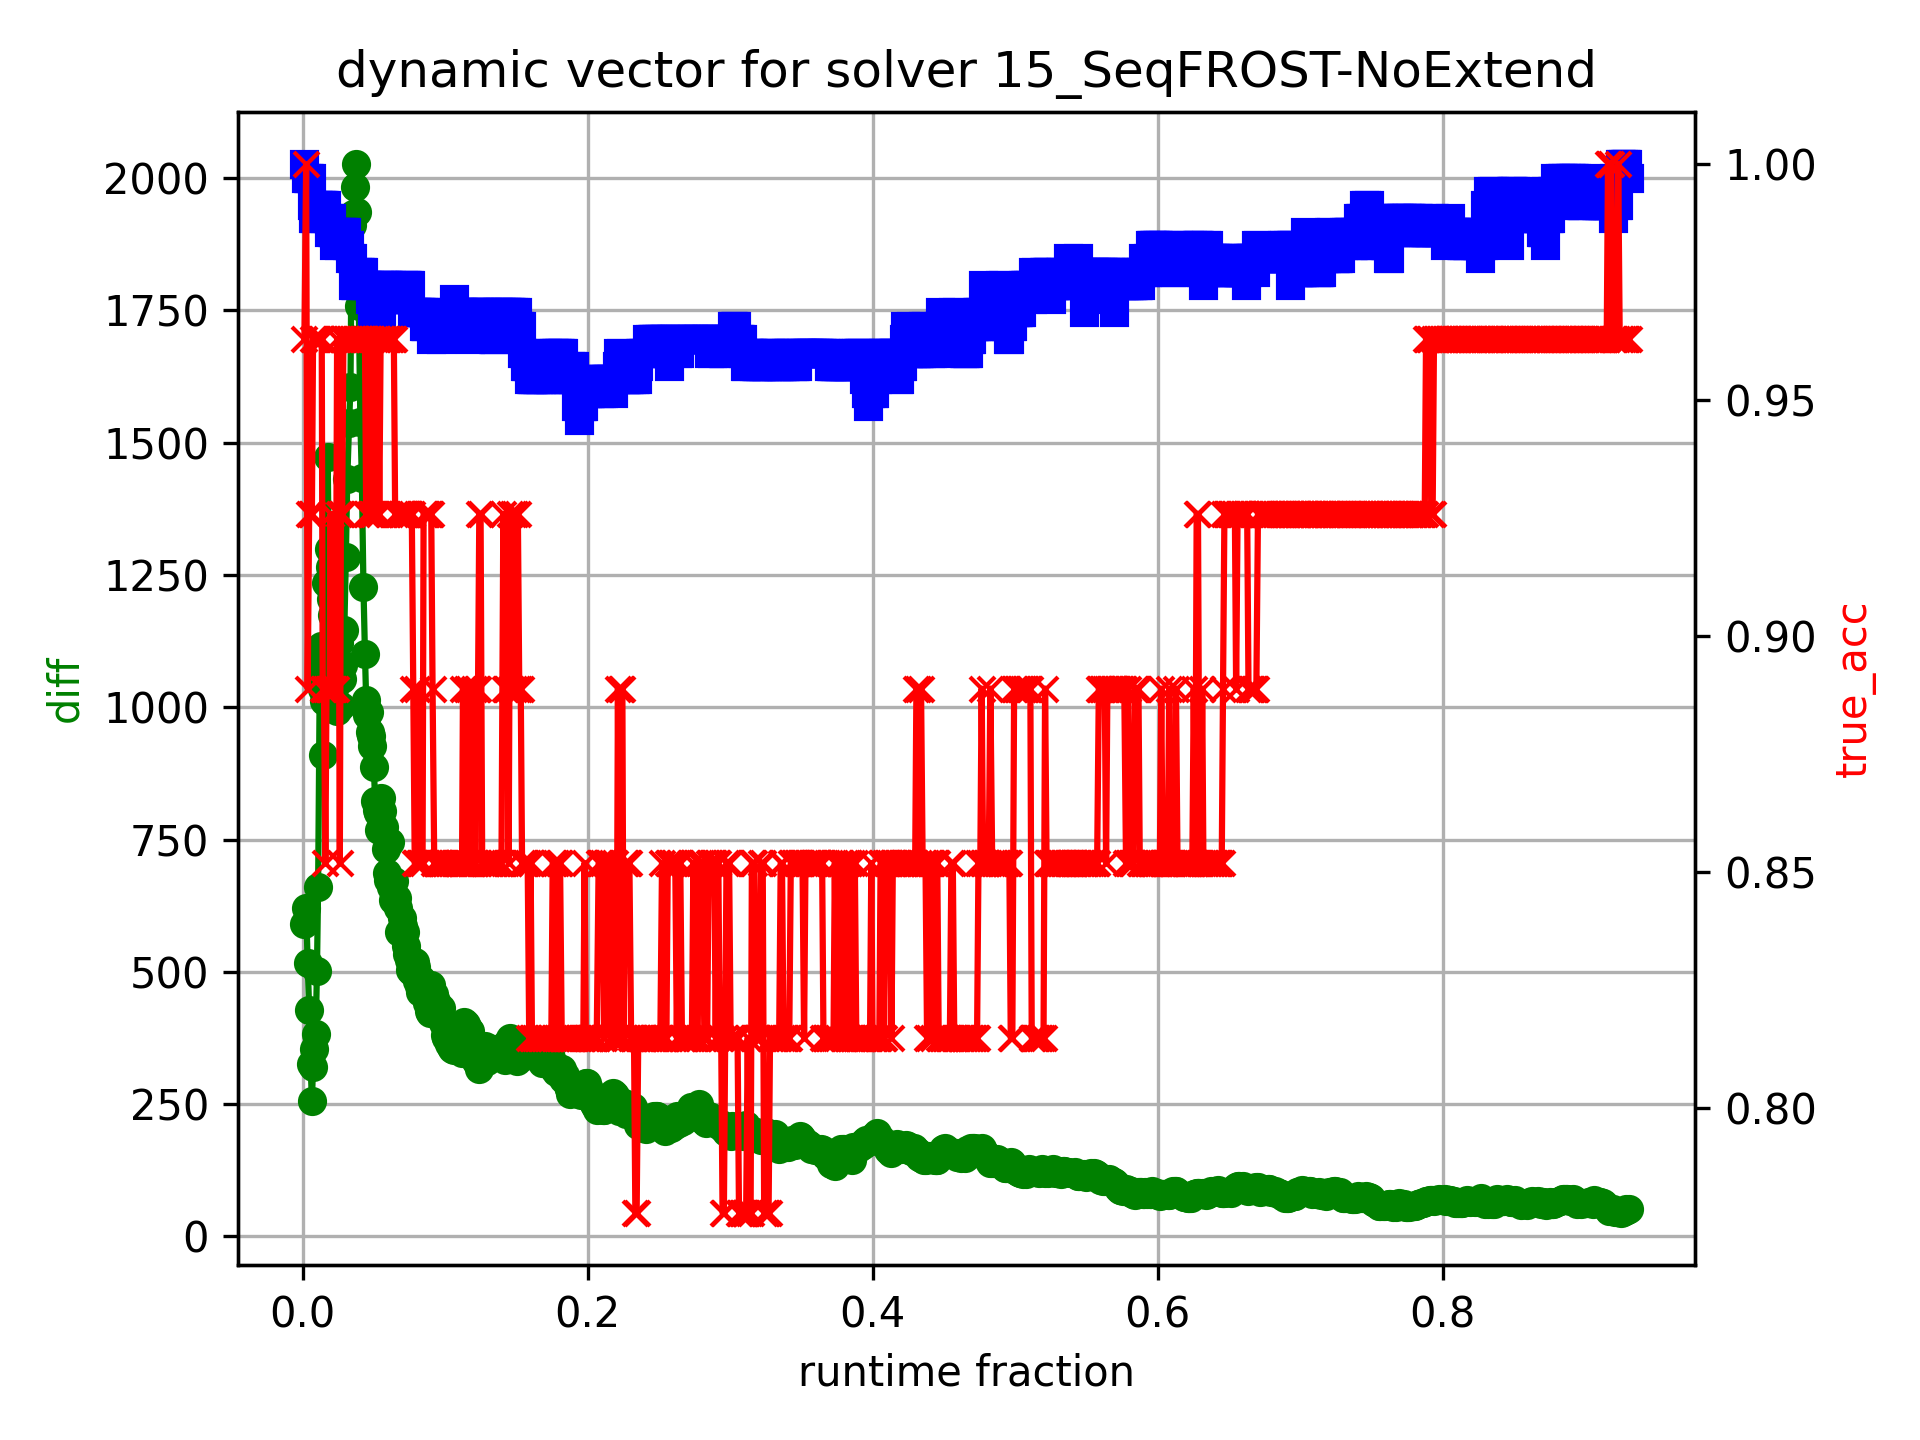 dynamic vector for solver 15_SeqFROST-NoExtend
2000
1750
1500
1250
1000
750
500
250
0
diff
1.00
0.95
0.90
0.85
0.80
true_acc
0.0 0.2 0.4 0.6 0.8
runtime fraction